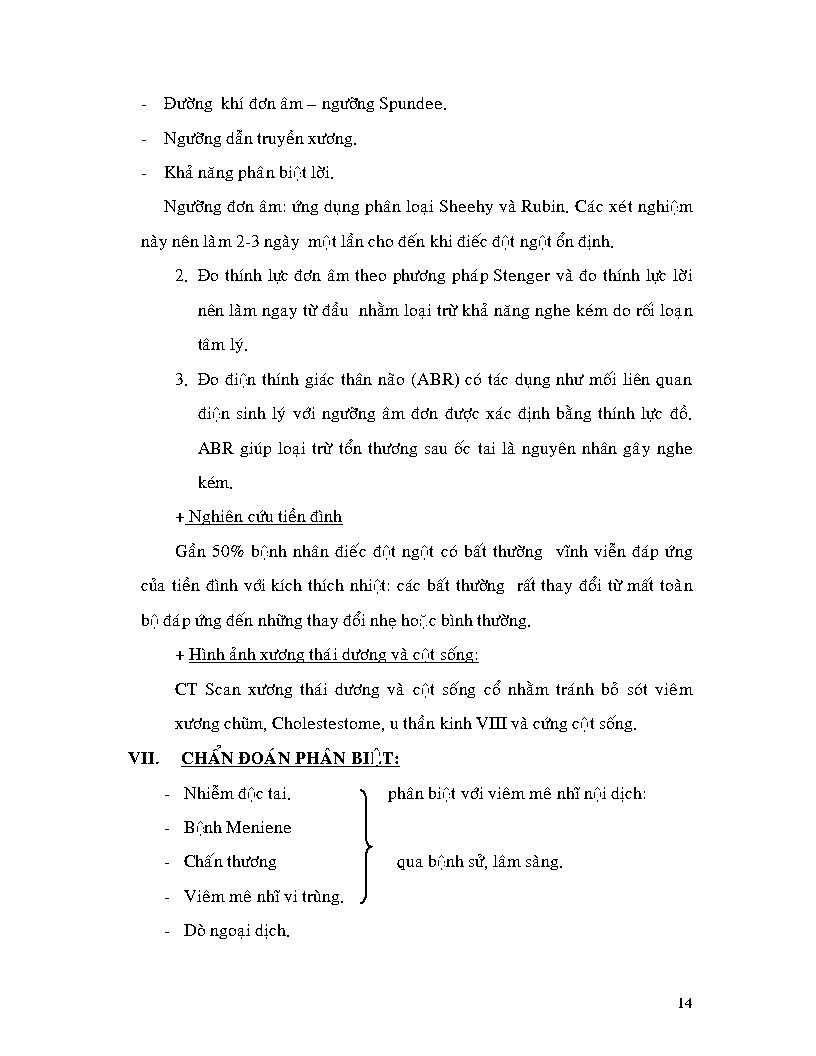 - Đường khí đơn âm – ngưỡng Spundee.
- Ngưỡng dẫn truyền xương.
- Khả năng phân biệt lời.
Ngưỡng đơn âm: ứng dụng phân loại Sheehy và Rubin. Các xét nghiệm
này nên làm 2-3 ngày một lần cho đến khi điếc đột ngột ổn định.
2. Đo thính lực đơn âm theo phương pháp Stenger và đo thính lực lời
nên làm ngay từ đầu nhằm loại trừ khả năng nghe kém do rối loạn
tâm lý.
3. Đo điện thính giác thân não (ABR) có tác dụng như mối liên quan
điện sinh lý với ngưỡng âm đơn được xác định bằng thính lực đồ.
ABR giúp loại trừ tổn thương sau ốc tai là nguyên nhân gây nghe
kém.
+ Nghiên cứu tiền đình
Gần 50% bệnh nhân điếc đột ngột có bất thường vĩnh viễn đáp ứng
của tiền đình với kích thích nhiệt: các bất thường rất thay đổi từ mất toàn
bộ đáp ứng đến những thay đổi nhẹ hoặc bình thường.
+ Hình ảnh xương thái dương và cột sống:
CT Scan xương thái dương và cột sống cổ nhằm tránh bỏ sót viêm
xương chũm, Cholestestome, u thần kinh VIII và cứng cột sống.
VII. CHẨN ĐOÁN PHÂN BIỆT:
- Nhiễm độc tai. phân biệt với viêm mê nhĩ nội dịch:
- Bệnh Meniene
- Chấn thương qua bệnh sử, lâm sàng.
- Viêm mê nhĩ vi trùng.
- Dò ngoại dịch.
14